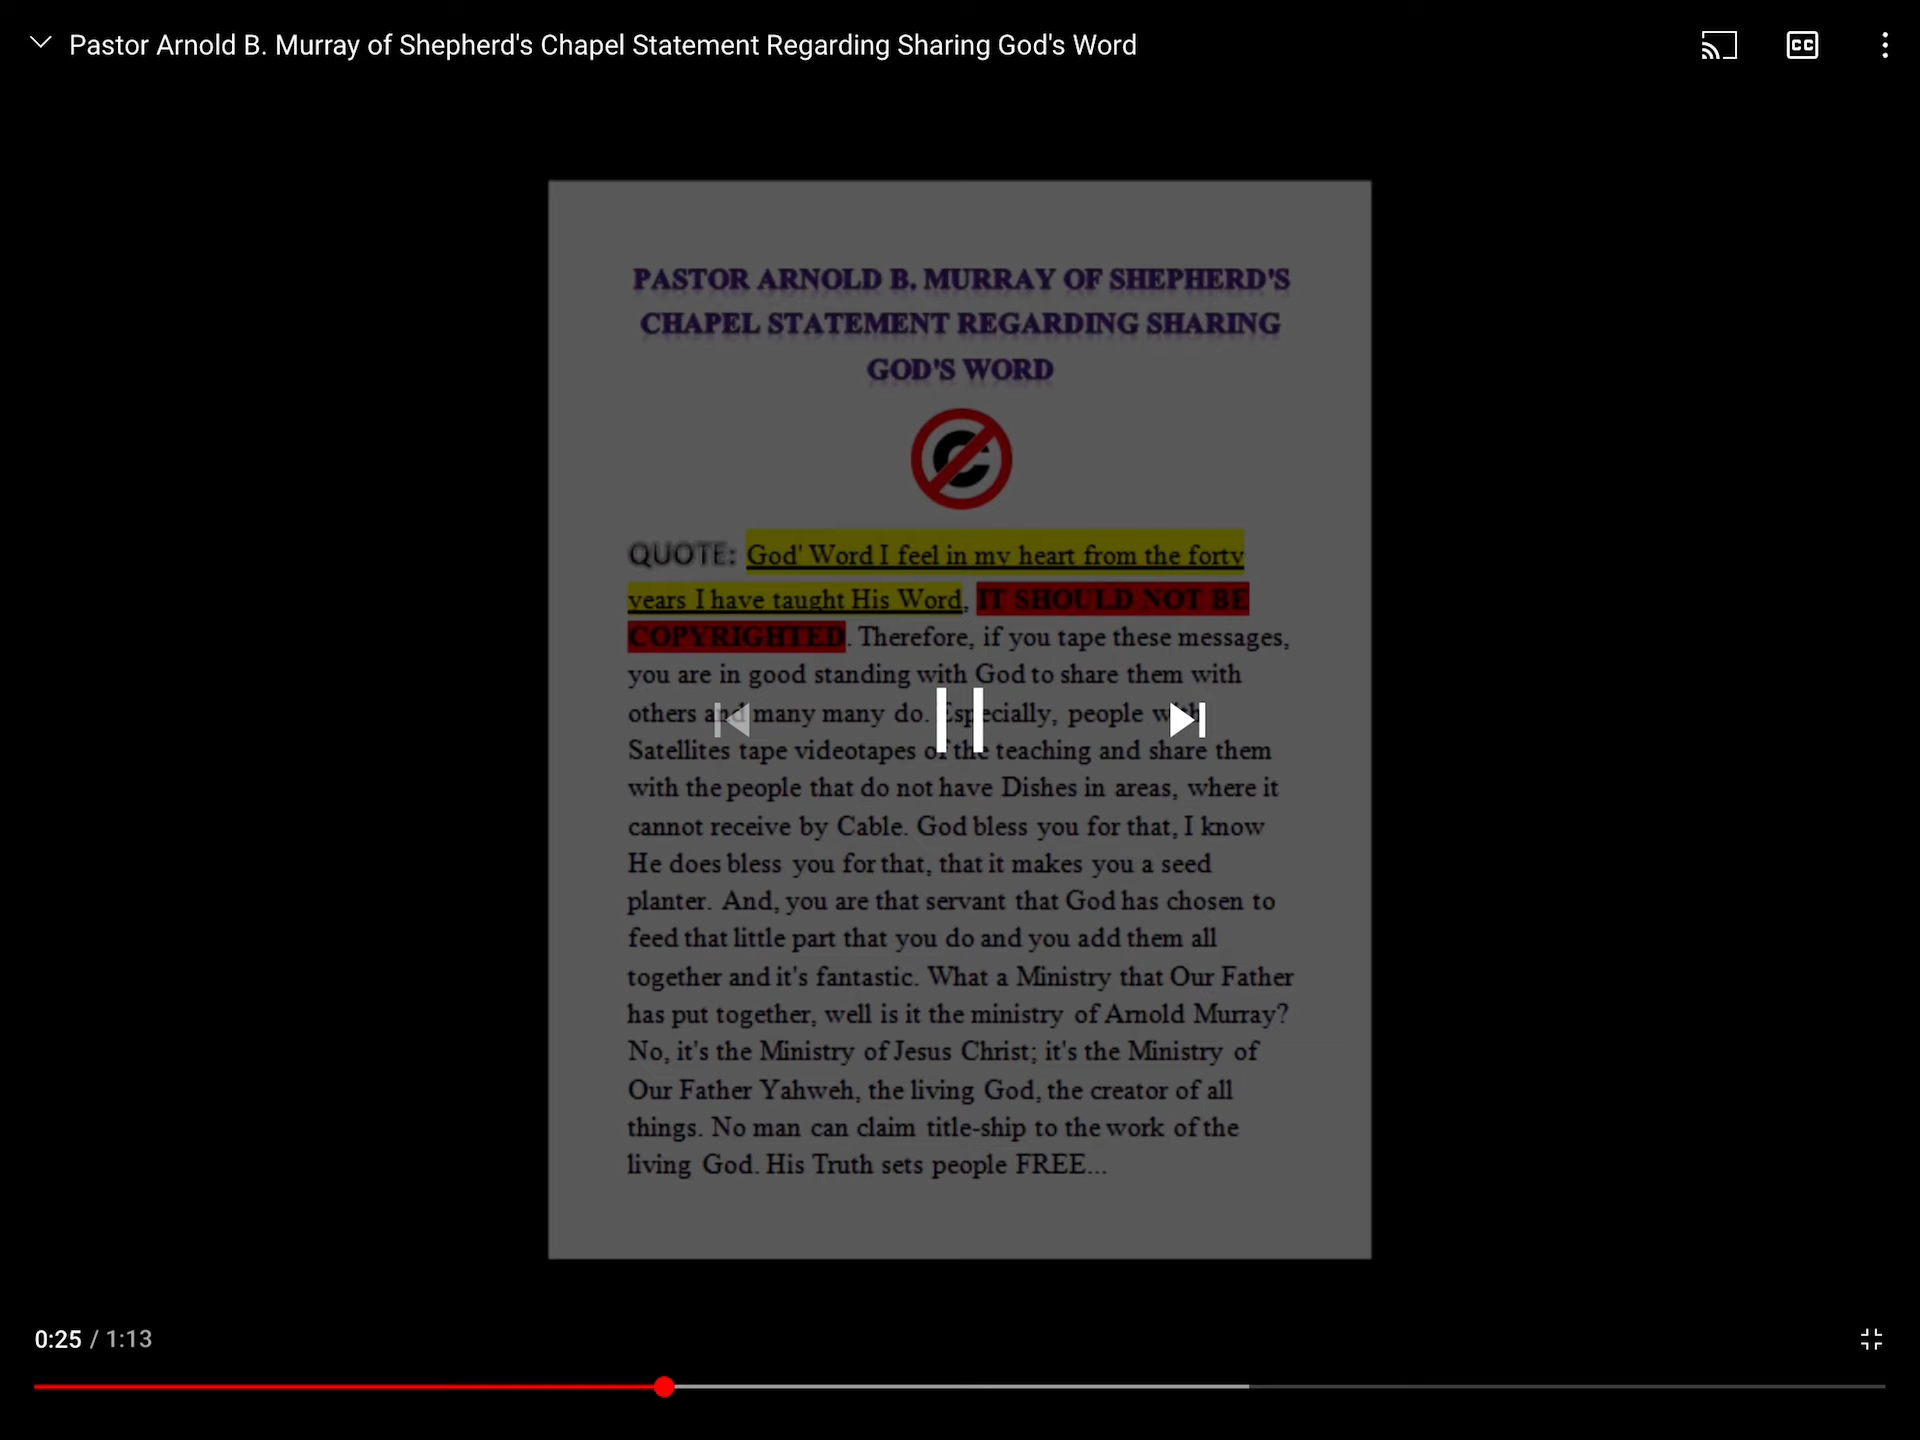 Pastor Arnold B. Murray of Shepherd's Chapel Statement Regarding Sharing God's Word
CC
PASTOR ARNOLD B. MURRAY OF SHEPHERD'S
CHAPEL STATEMENT REGARDING SHARING
GOD'S WORD
C
QUOTE: God' Word I feel in my heart from the forty
years I have taught His Word, IT SHOULD NOT BE
COPYRIGHTED. Therefore, if you tape these messages,
you are in good standing with God to share them with
others and many many do. Especially, people with
Satellites tape videotapes of the teaching and share them
with the people that do not have Dishes in areas, where it
cannot receive by Cable. God bless you for that, I know
He does bless you for that, that it makes you a seed
planter. And, you are that servant that God has chosen to
feed that little part that you do and you add them all
together and it's fantastic. What a Ministry that Our Father
has put together, well is it the ministry of Arnold Murray?
No, it's the Ministry of Jesus Christ; it's the Ministry of
Our Father Yahweh, the living God, the creator of all
things. No man can claim title-ship to the work of the
living God. His Truth sets people FREE...
0:25 / 1:13